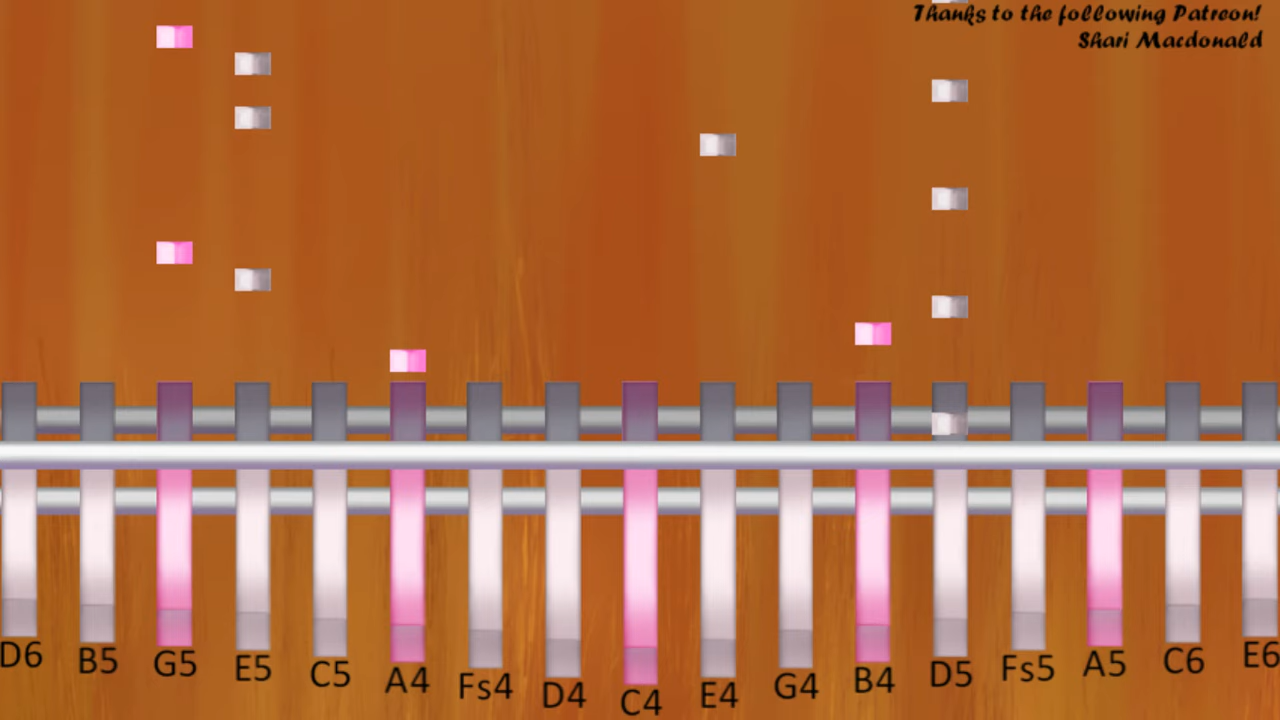 Thanks to the following Patreon!
Shari Macdonald
D6 B5 G5 E5 C5 A4 Fs4 D4 C4 E4 G4 B4 D5 Fs5 A5 C6 E6